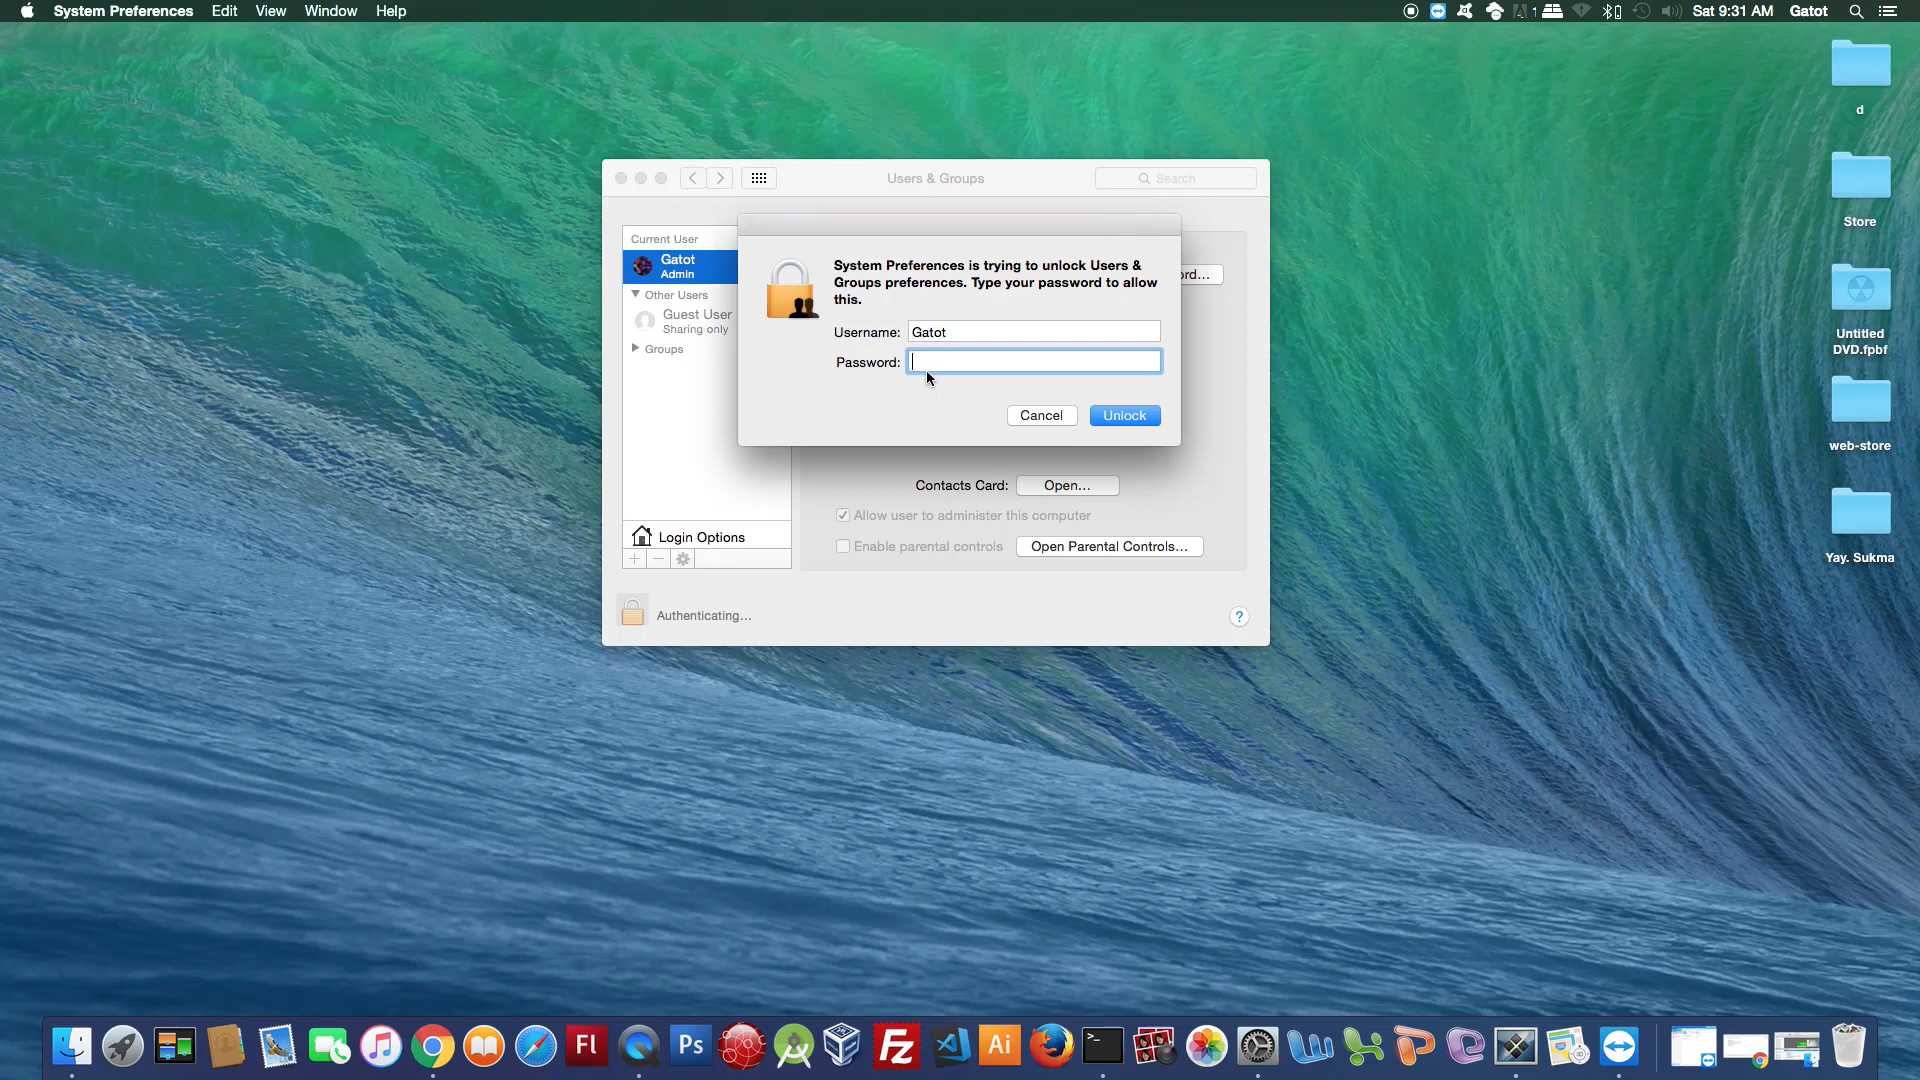 System Preferences Edit View Window Help
1 Sat 9:31 AM Gatot
d
Store
Untitled
DVD.fpbf
web-store
Yay. Sukma
Users & Groups
Search
Current User
Gatot
Admin
Other Users
Guest User
Sharing only
Groups
Login Options
ord...
System Preferences is trying to unlock Users &
Groups preferences. Type your password to allow
this.
Username: Gatot
Password:
Cancel Unlock
Contacts Card: Open...
Allow user to administer this computer
Enable parental controls Open Parental Controls...
Authenticating...
?
Fl Ps Fz Ai